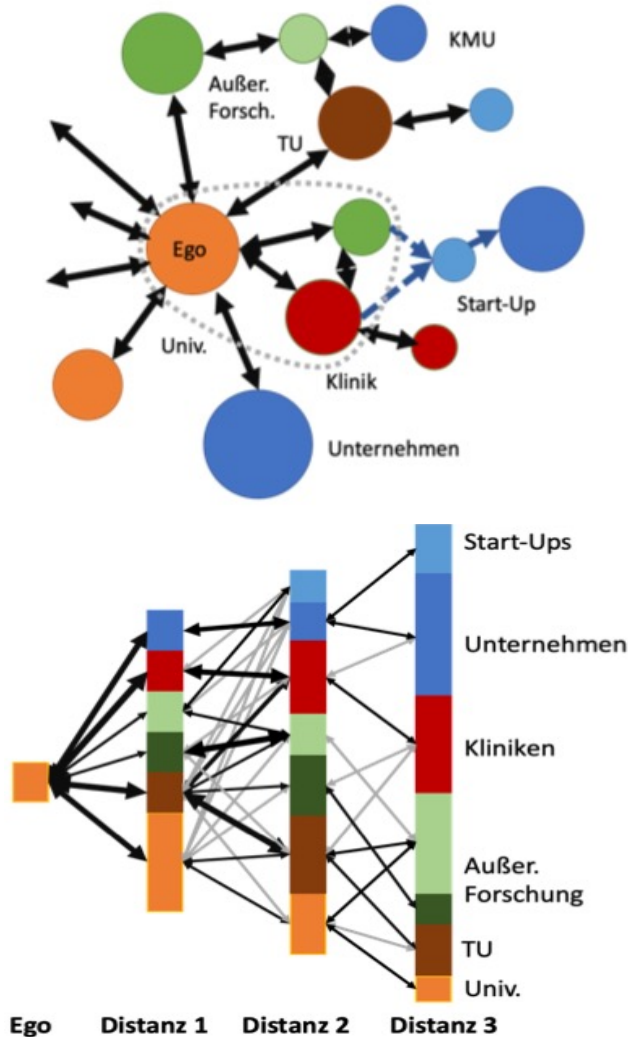 KMU
Außer.
Forsch.
TU
Ego
Start-Up
Univ.
Klinik
Unternehmen
Start-Ups
Unternehmen
Kliniken
Außer.
Forschung
TU
Univ.
Ego Distanz 1 Distanz 2 Distanz 3